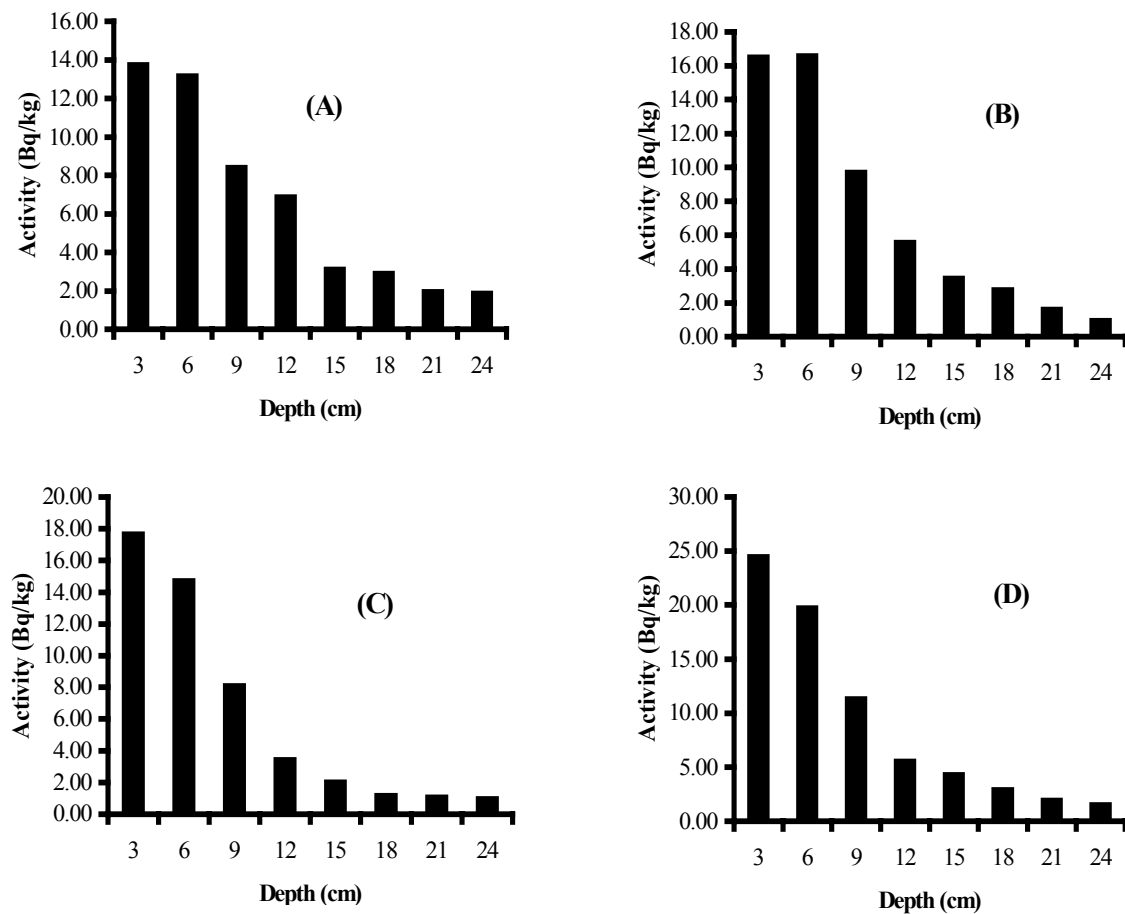 16.00
14.00
12.00
10.00
8.00
6.00
4.00
2.00
0.00
Activity (Bq/kg)
(A)
3 6 9 12 15 18 21 24
Depth (cm)
18.00
16.00
14.00
12.00
10.00
8.00
6.00
4.00
2.00
0.00
Activity (Bq/kg)
(B)
3 6 9 12 15 18 21 24
Depth (cm)
20.00
18.00
16.00
14.00
12.00
10.00
8.00
6.00
4.00
2.00
0.00
Activity (Bq/kg)
(C)
3 6 9 12 15 18 21 24
Depth (cm)
30.00
25.00
20.00
15.00
10.00
5.00
0.00
Activity (Bq/kg)
(D)
3 6 9 12 15 18 21 24
Depth (cm)